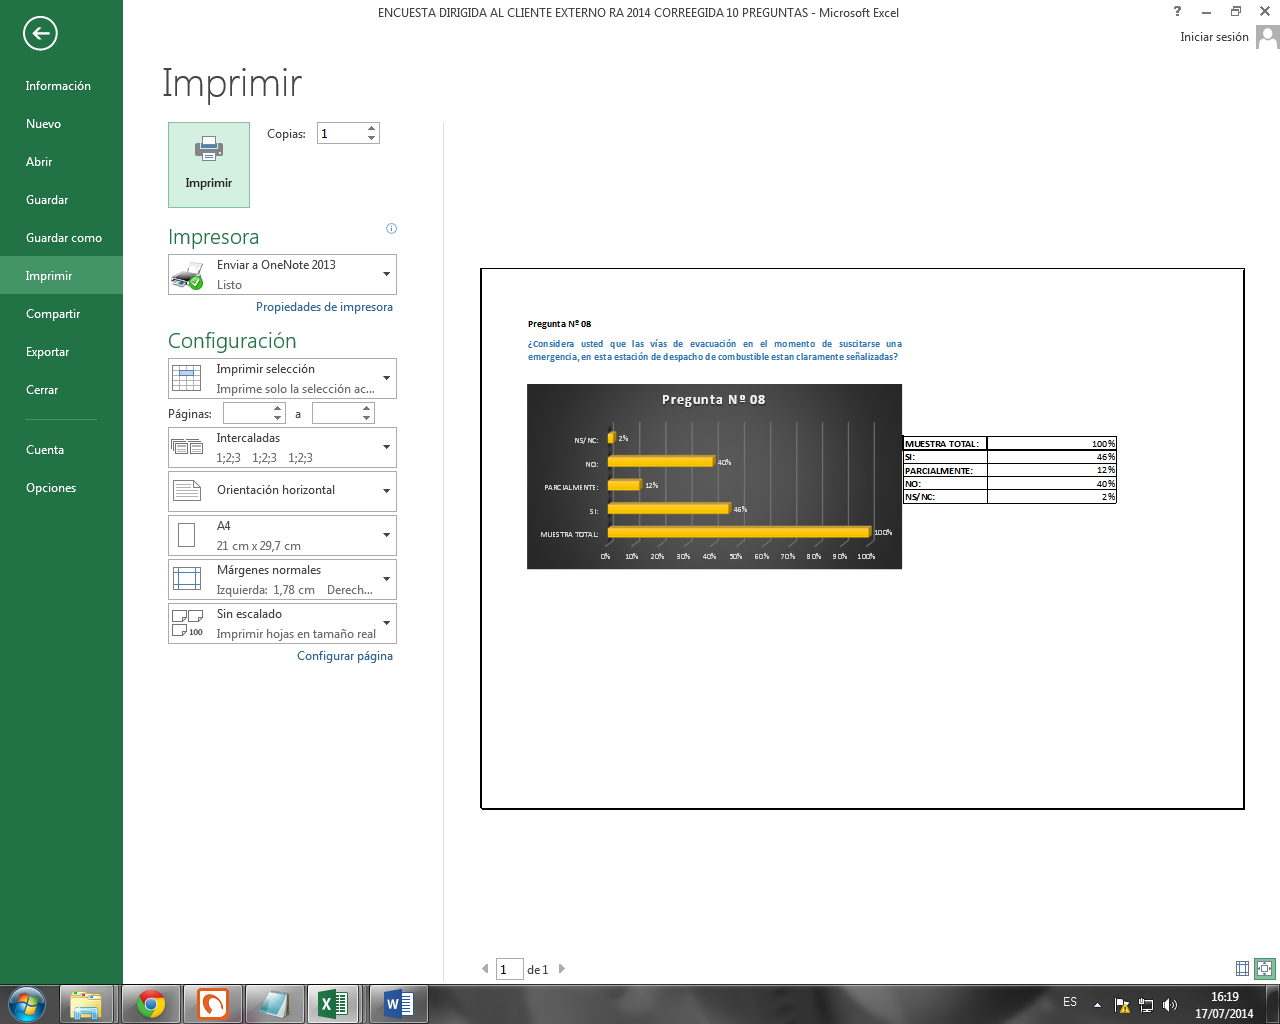 ENCUESTA DIRIGIDA AL CLIENTE EXTERNO RA 2014 CORREEGIDA 10 PREGUNTAS - Microsoft Excel
?
Iniciar sesión
Información
Nuevo
Abrir
Guardar
Guardar como
Imprimir
Compartir
Exportar
Cerrar
Cuenta
Opciones
Imprimir
Imprimir
Copias: 1
Impresora
Enviar a OneNote 2013
Listo
Propiedades de impresora
Configuración
Imprimir selección
Imprime solo la selección ac...
Páginas: a
Intercaladas
1;2;3 1;2;3 1;2;3
Orientación horizontal
A4
21 cm x 29,7 cm
Márgenes normales
Izquierda: 1,78 cm Derech...
Sin escalado
100
Imprimir hojas en tamaño real
Configurar página
Pregunta Nº 08
¿Considera usted que las vías de evacuación en el momento de suscitarse una
emergencia, en esta estación de despacho de combustible estan claramente señalizadas?
Pregunta Nº 08
NS/NC: 2%
NO: 40%
PARCIALMENTE: 12%
SI: 46%
MUESTRA TOTAL: 100%
0% 10% 20% 30% 40% 50% 60% 70% 80% 90% 100%
MUESTRA TOTAL: 100%
SI: 46%
PARCIALMENTE: 12%
NO: 40%
NS/NC: 2%
1 de 1
ES
16:19
17/07/2014